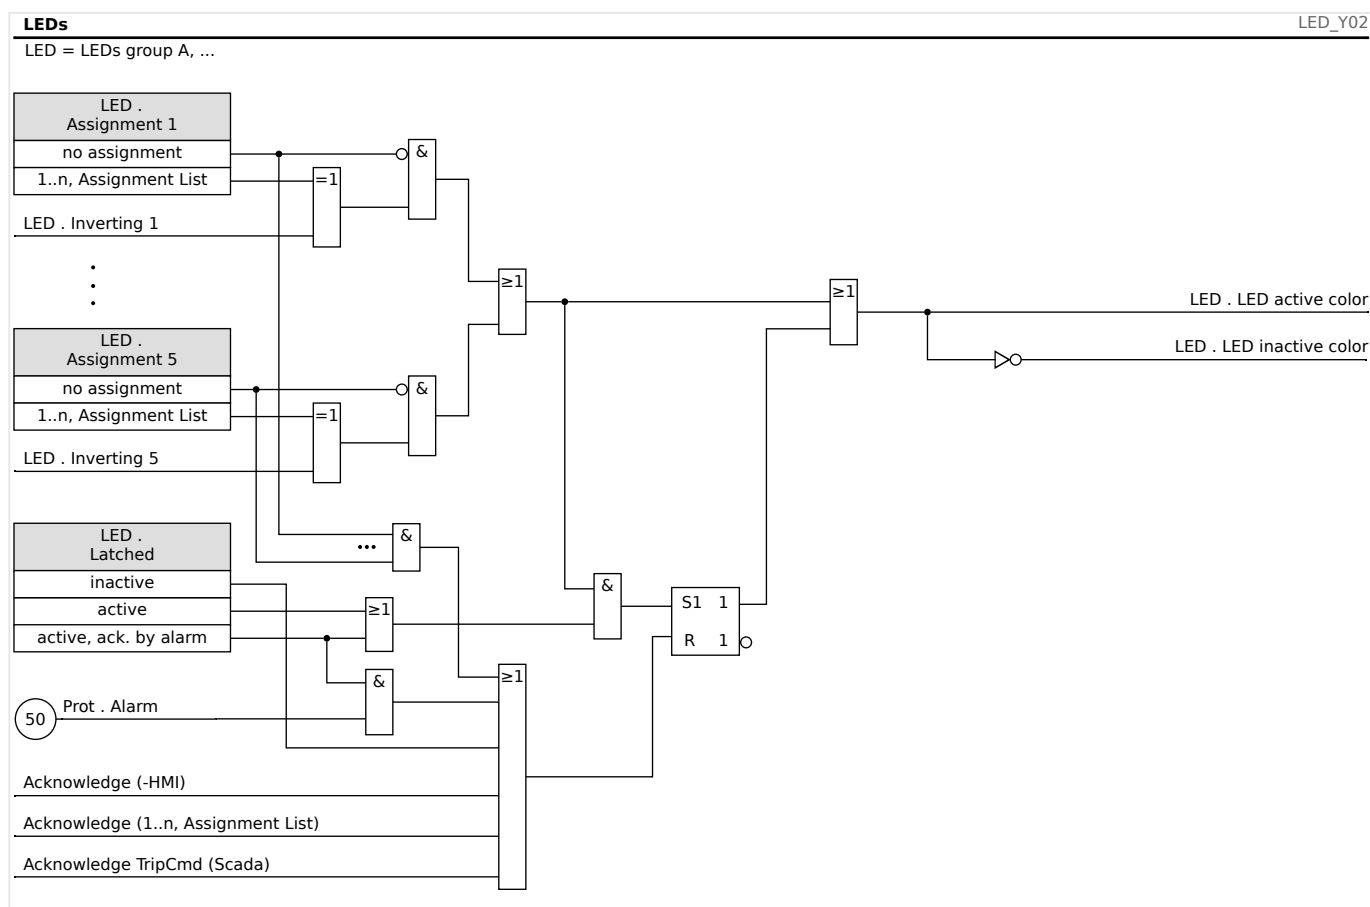 LEDs
LED_Y02
LED = LEDs group A, ...
LED .
Assignment 1
no assignment
&
1..n, Assignment List
=1
LED . Inverting 1
≥1
≥1
LED . LED active color
LED .
Assignment 5
LED . LED inactive color
no assignment
&
1..n, Assignment List
=1
LED . Inverting 5
LED .
Latched
&
...
inactive
&
active
≥1
S1 1
active, ack. by alarm
R 1
&
≥1
50
Prot . Alarm
Acknowledge (-HMI)
Acknowledge (1..n, Assignment List)
Acknowledge TripCmd (Scada)